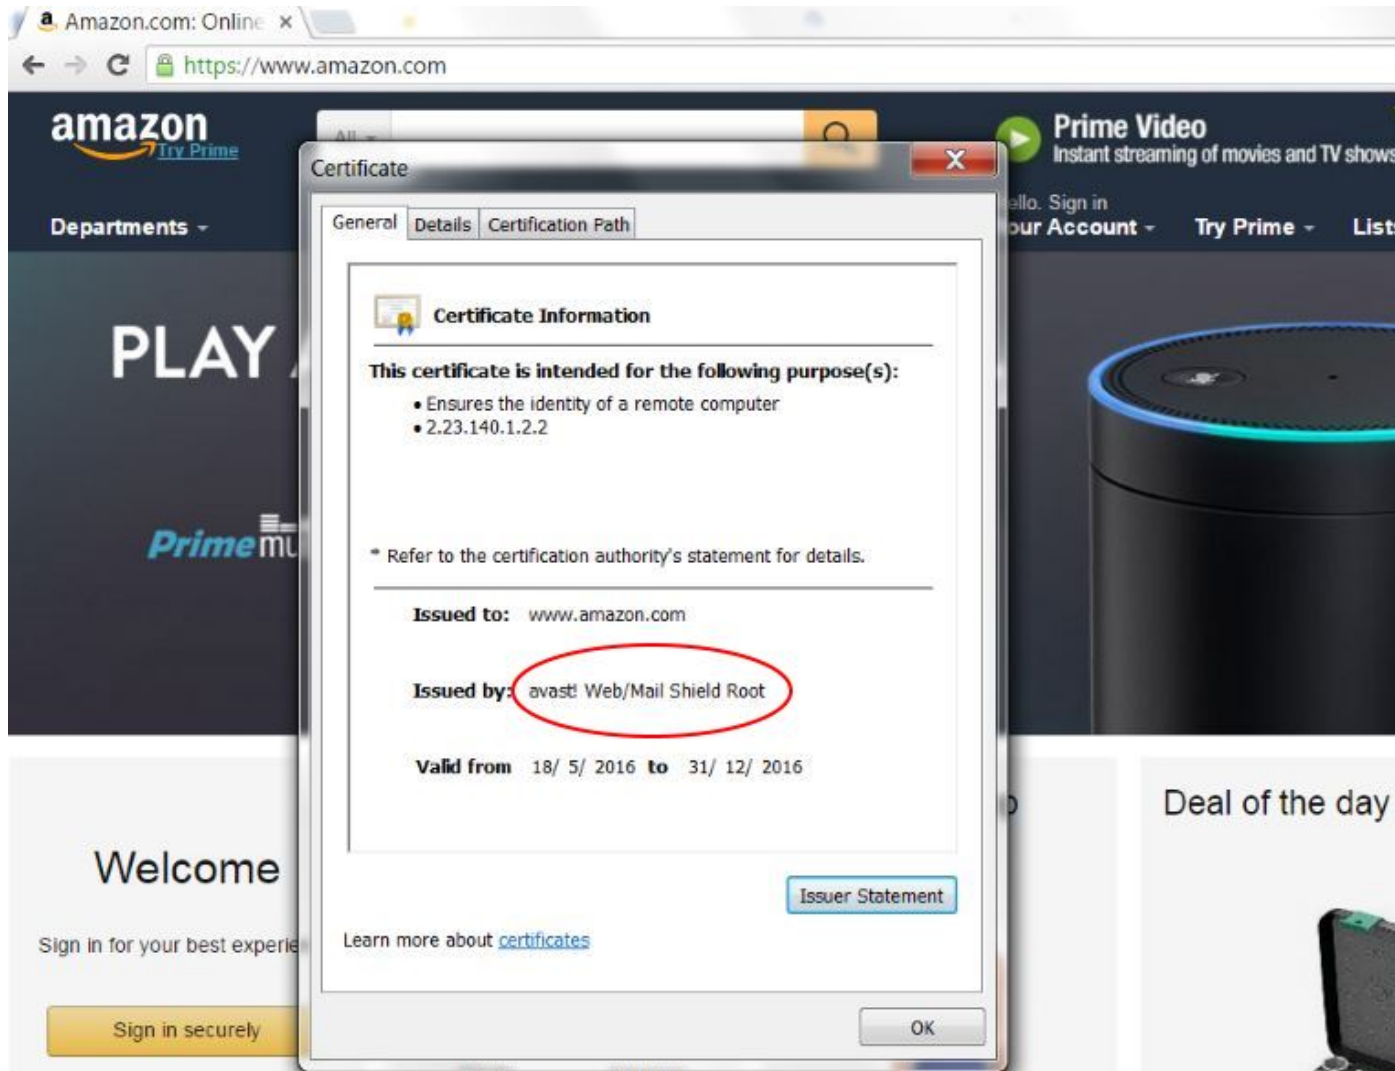 Amazon.com: Online
https://www.amazon.com
amazon
Try Prime
All
Prime Video
Instant streaming of movies and TV shows
ello. Sign in
our Account
Departments
Try Prime
Lists
PLAY
Prime mu
Certificate
General Details Certification Path
Certificate Information
This certificate is intended for the following purpose(s):
• Ensures the identity of a remote computer
• 2.23.140.1.2.2
* Refer to the certification authority's statement for details.
Issued to: www.amazon.com
Issued by: avast! Web/Mail Shield Root
Valid from 18/ 5/ 2016 to 31/ 12/ 2016
Issuer Statement
Learn more about certificates
OK
Welcome
Sign in for your best experie
Sign in securely
Deal of the day